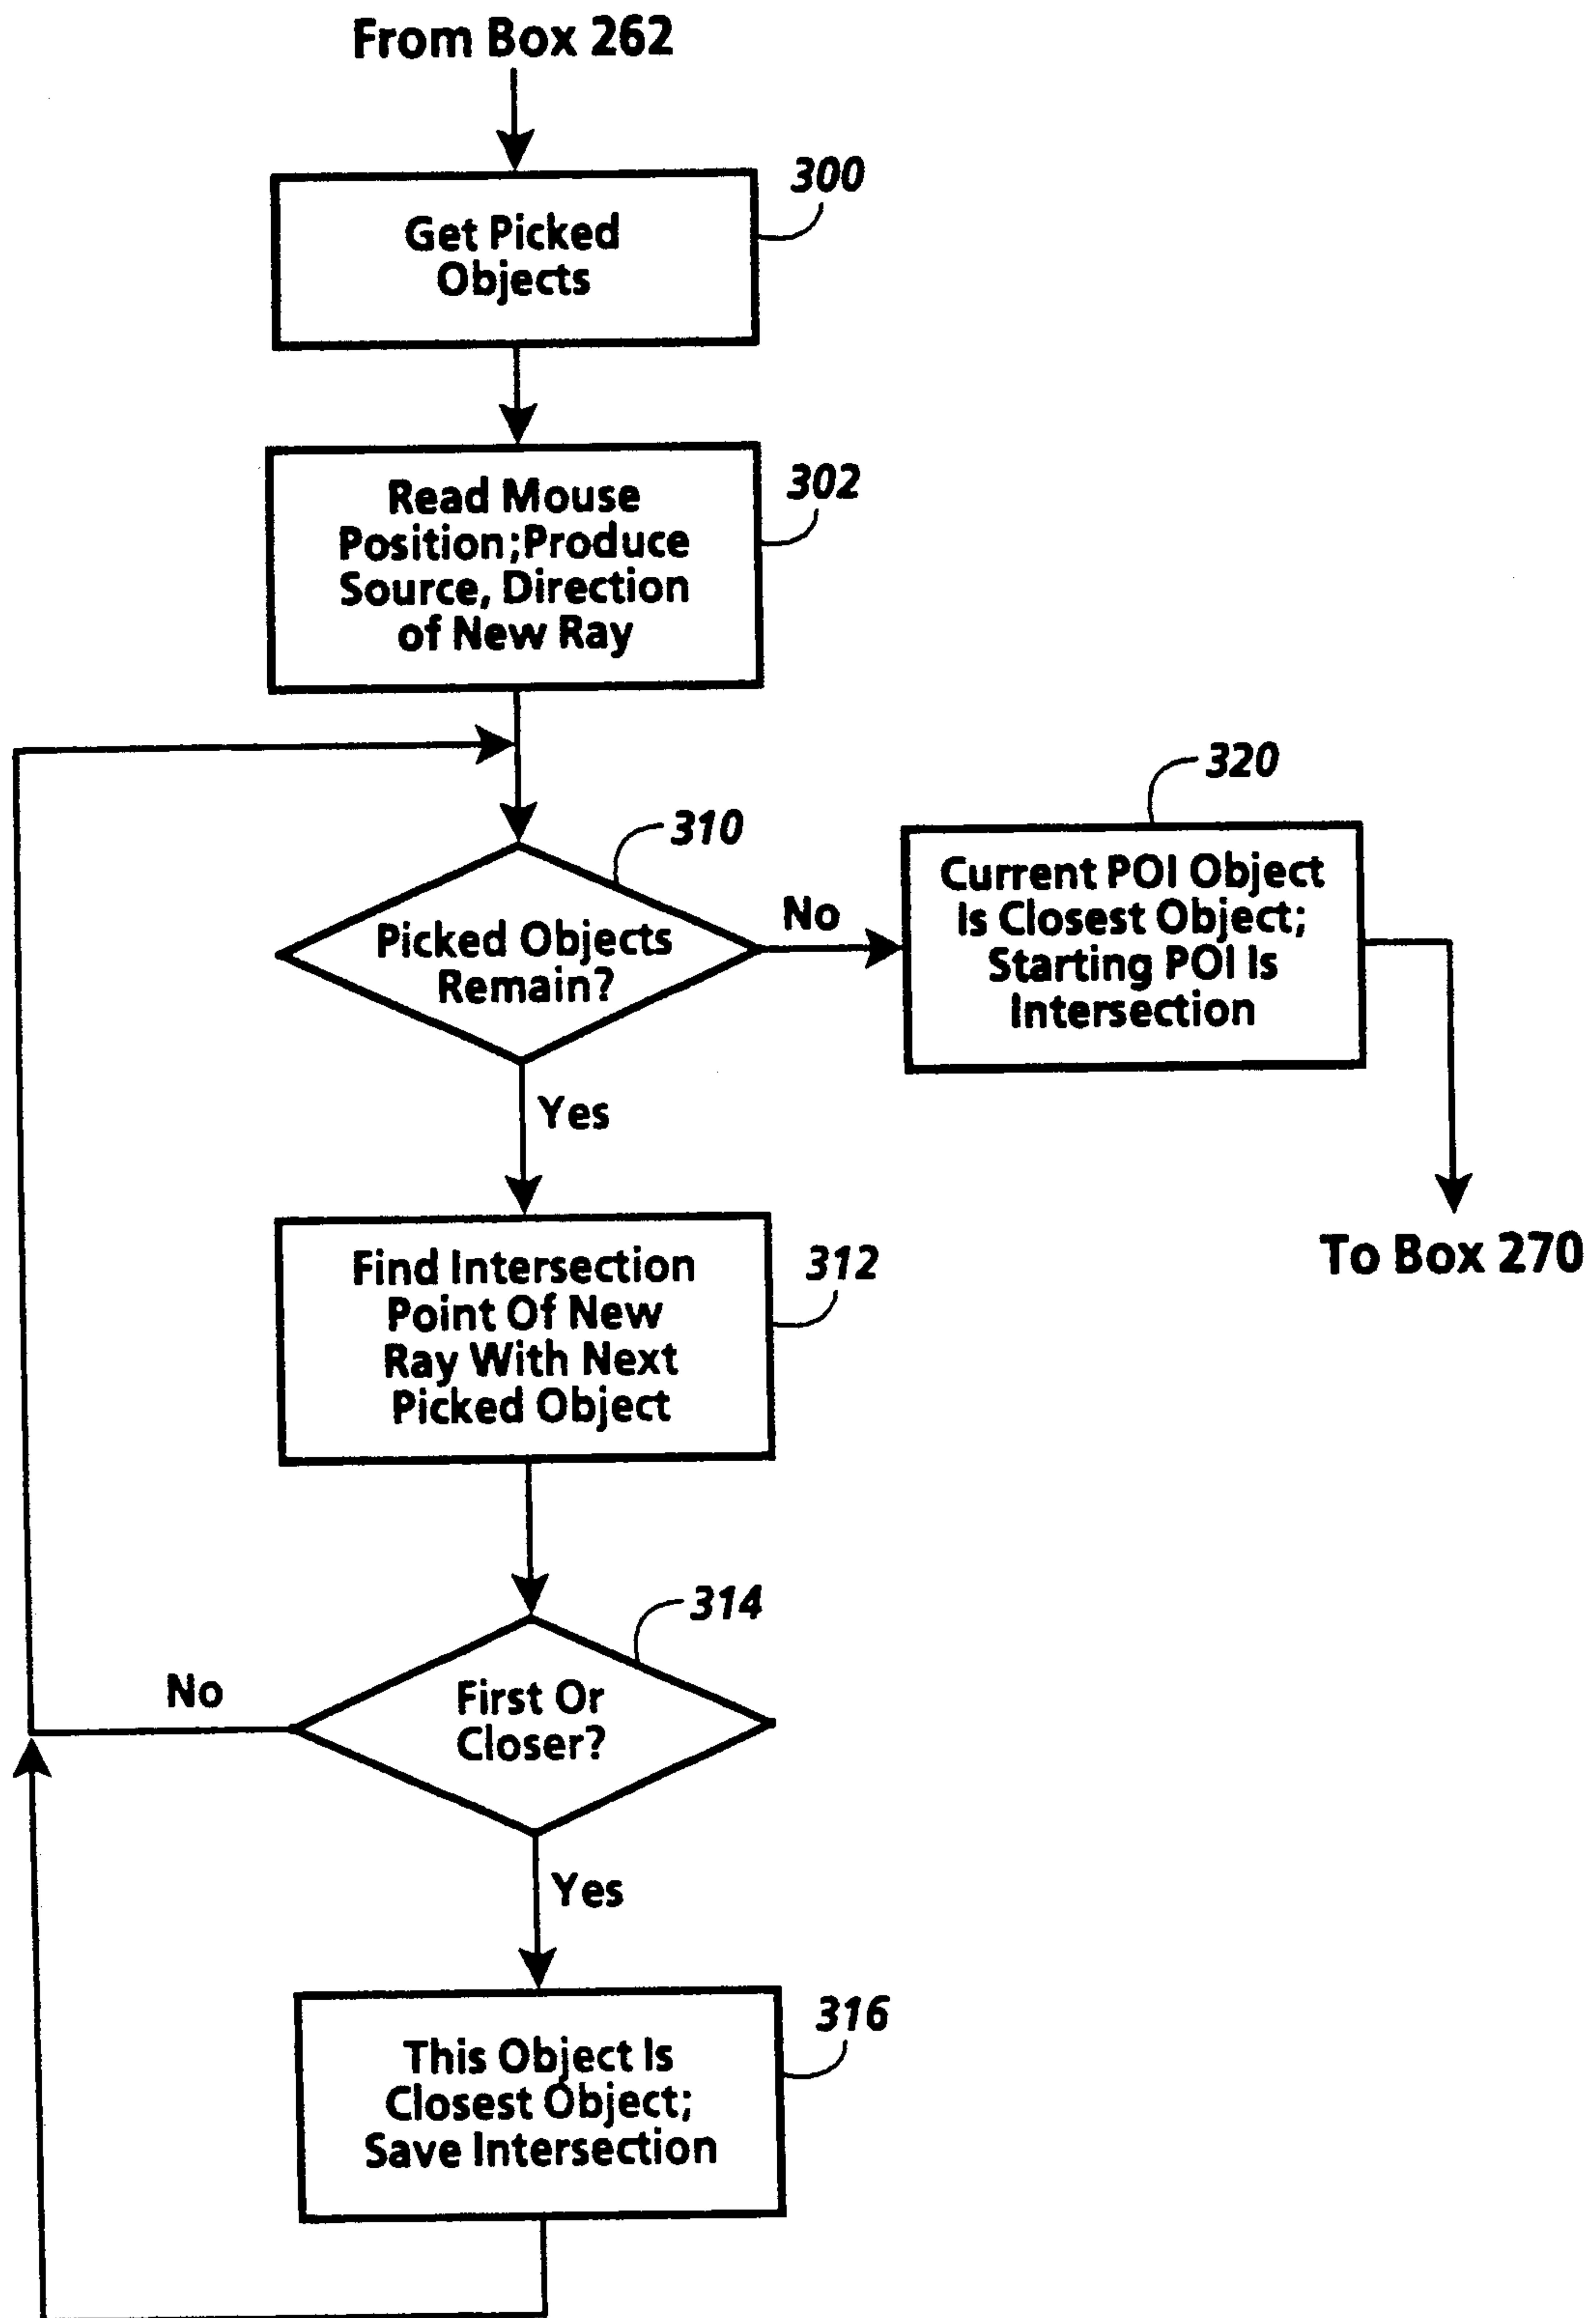 From Box 262
300
Get Picked
Objects
302
Read Mouse
Position;Produce
Source, Direction
of New Ray
310
Picked Objects
Remain?
No
320
Current POI Object
Is Closest Object;
Starting POI Is
Intersection
Yes
To Box 270
312
Find Intersection
Point Of New
Ray With Next
Picked Object
314
First Or
Closer?
No
Yes
316
This Object Is
Closest Object;
Save Intersection